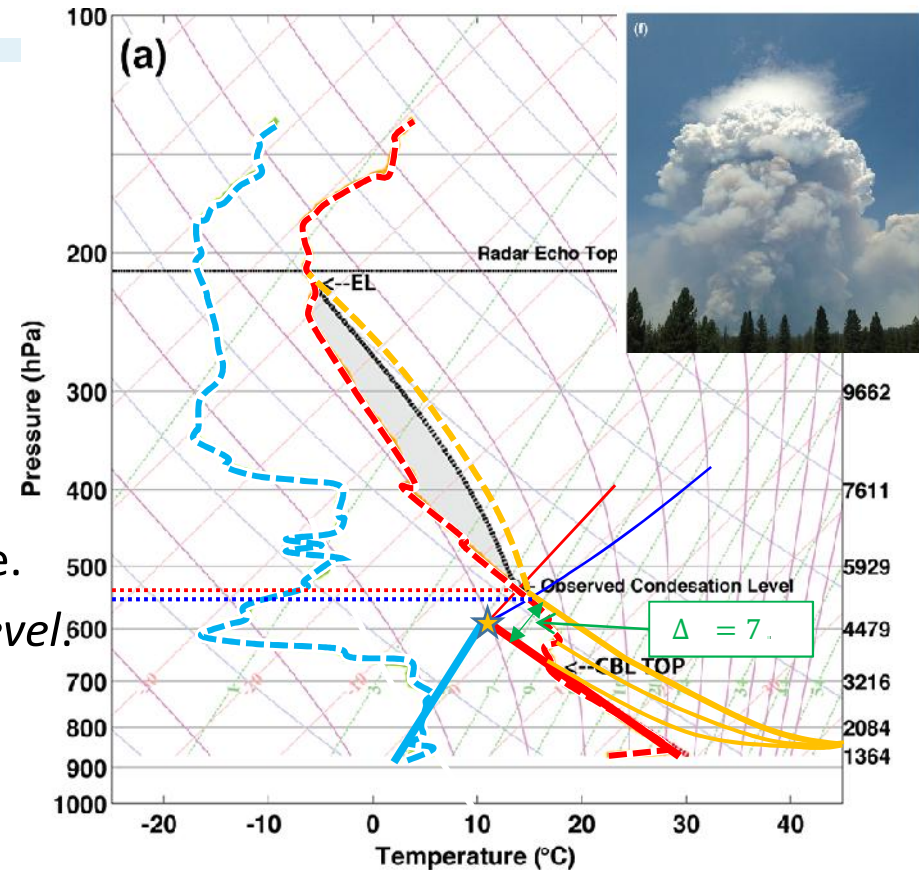 100
(a)
(f)
200
Radar Echo Top
<--EL
300
9662
Pressure (hPa)
400
7611
500
5929
e.
Observed Condesation Level
evel.
600
4479
Δ = 7
<--CBL TOP
700
3216
800
2084
1364
900
1000
-20 -10 0 10 20 30 40
Temperature (°C)